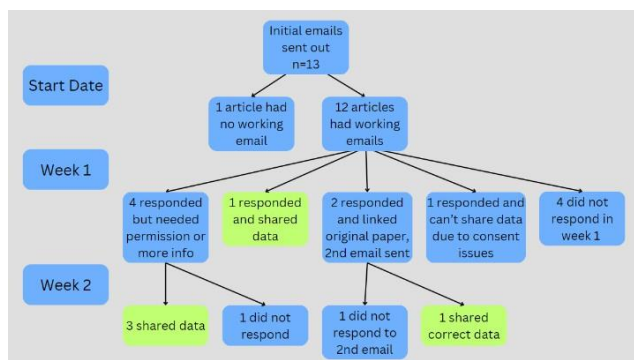 Initial emails
sent out
n=13
Start Date
1 article had
no working
email
12 articles
had working
emails
Week 1
4 responded
but needed
permission or
more info
1 responded
and shared
data
2 responded
and linked
original paper,
2nd email sent
1 responded and
can't share data
due to consent
issues
4 did not
respond in
week 1
Week 2
3 shared data
1 did not
respond
1 did not
respond to
2nd email
1 shared
correct data